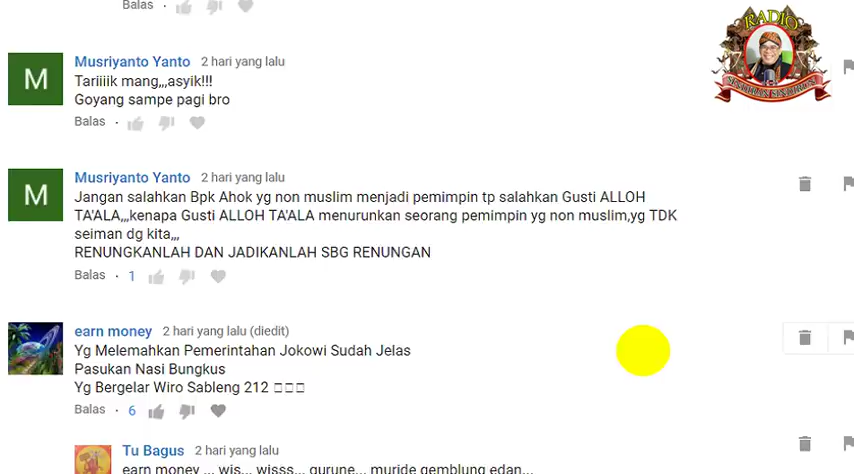 Balas ·
RADIO
Musriyanto Yanto 2 hari yang lalu
M
Tariiiik mang,,,asyik!!!
Goyang sampe pagi bro
Balas ·
Musriyanto Yanto 2 hari yang lalu
M
Jangan salahkan Bpk Ahok yg non muslim menjadi pemimpin tp salahkan Gusti ALLOH
TA'ALA,,,kenapa Gusti ALLOH TA'ALA menurunkan seorang pemimpin yg non muslim,yg TDK
seiman dg kita,,,
RENUNGKANLAH DAN JADIKANLAH SBG RENUNGAN
Balas · 1
earn money 2 hari yang lalu (diedit)
Yg Melemahkan Pemerintahan Jokowi Sudah Jelas
Pasukan Nasi Bungkus
Yg Bergelar Wiro Sableng 212
Balas · 6
Tu Bagus 2 hari yang lalu
earn money ... wis... wisss... gurune... muride gemblung edan...